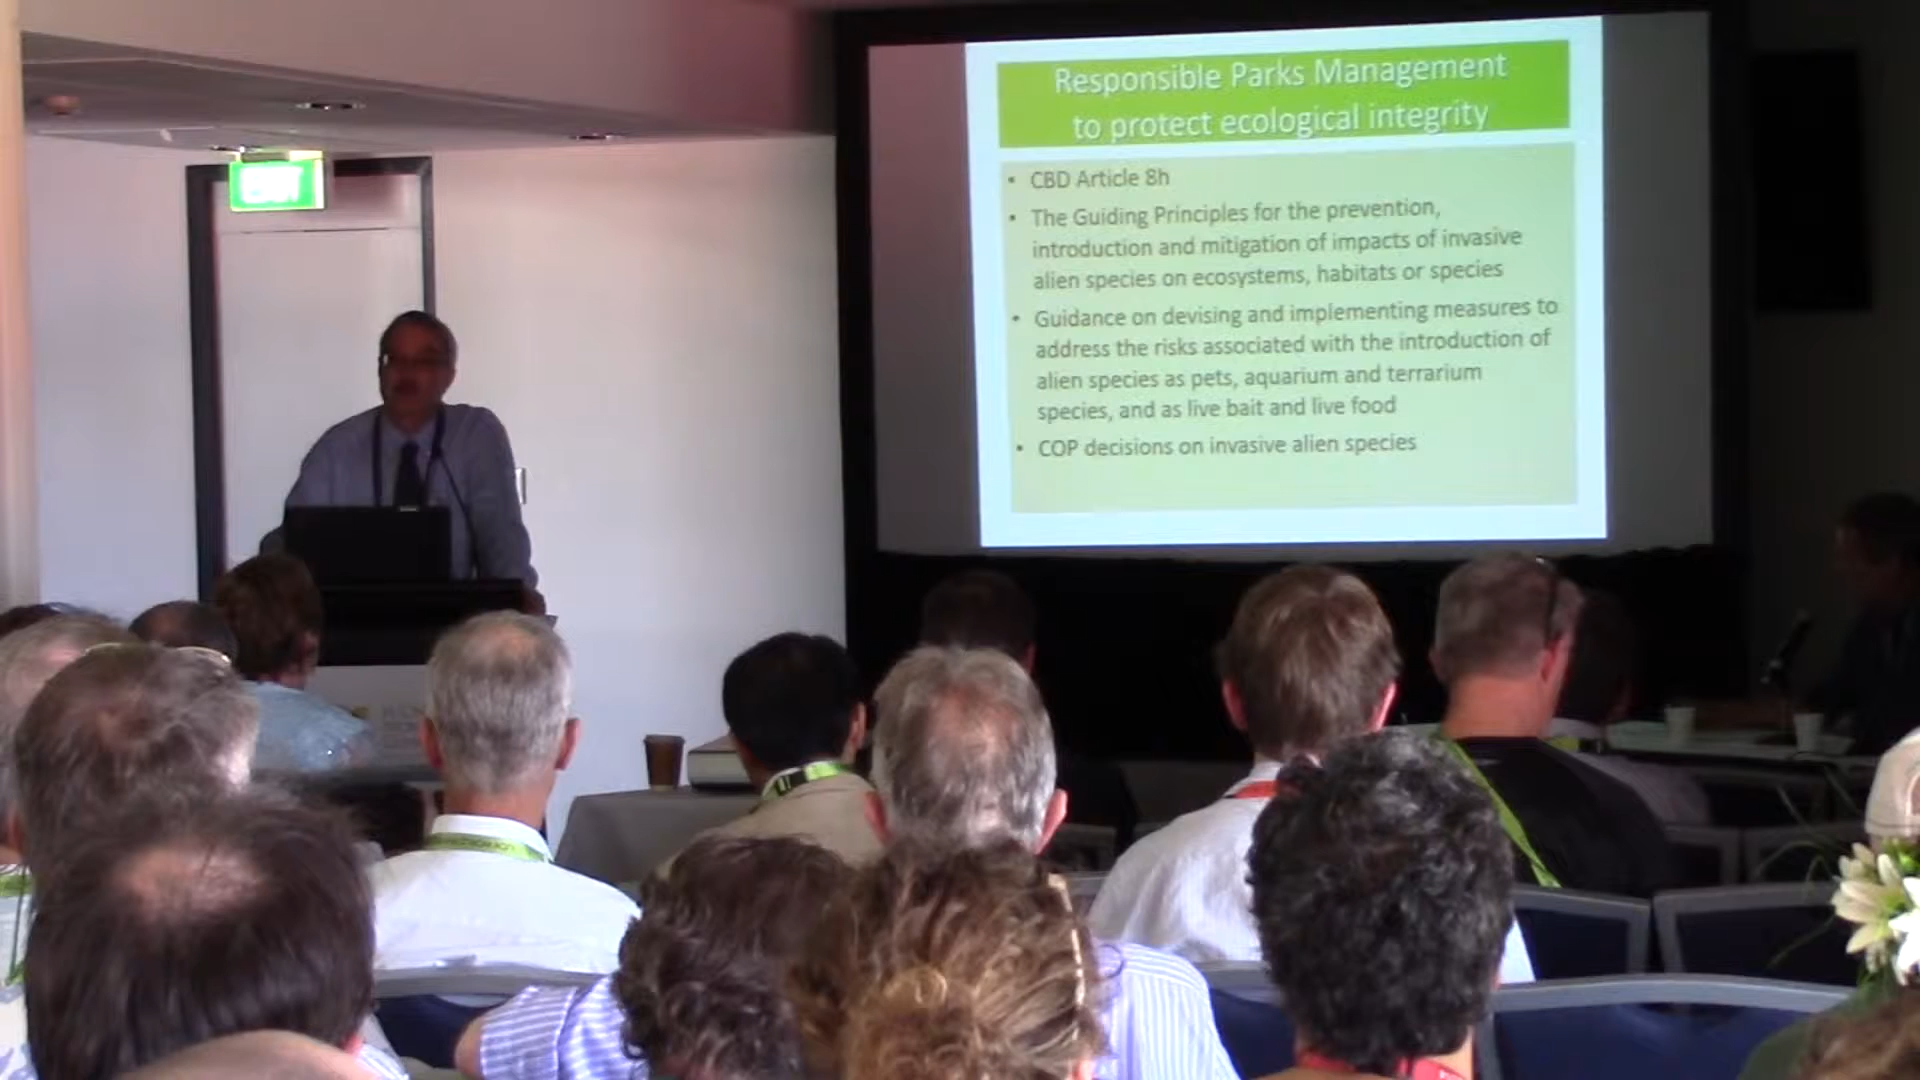 EXIT
Responsible Parks Management
to protect ecological integrity
• CBD Article 8h
• The Guiding Principles for the prevention,
introduction and mitigation of impacts of invasive
alien species on ecosystems, habitats or species
• Guidance on devising and implementing measures to
address the risks associated with the introduction of
alien species as pets, aquarium and terrarium
species, and as live bait and live food
• COP decisions on invasive alien species